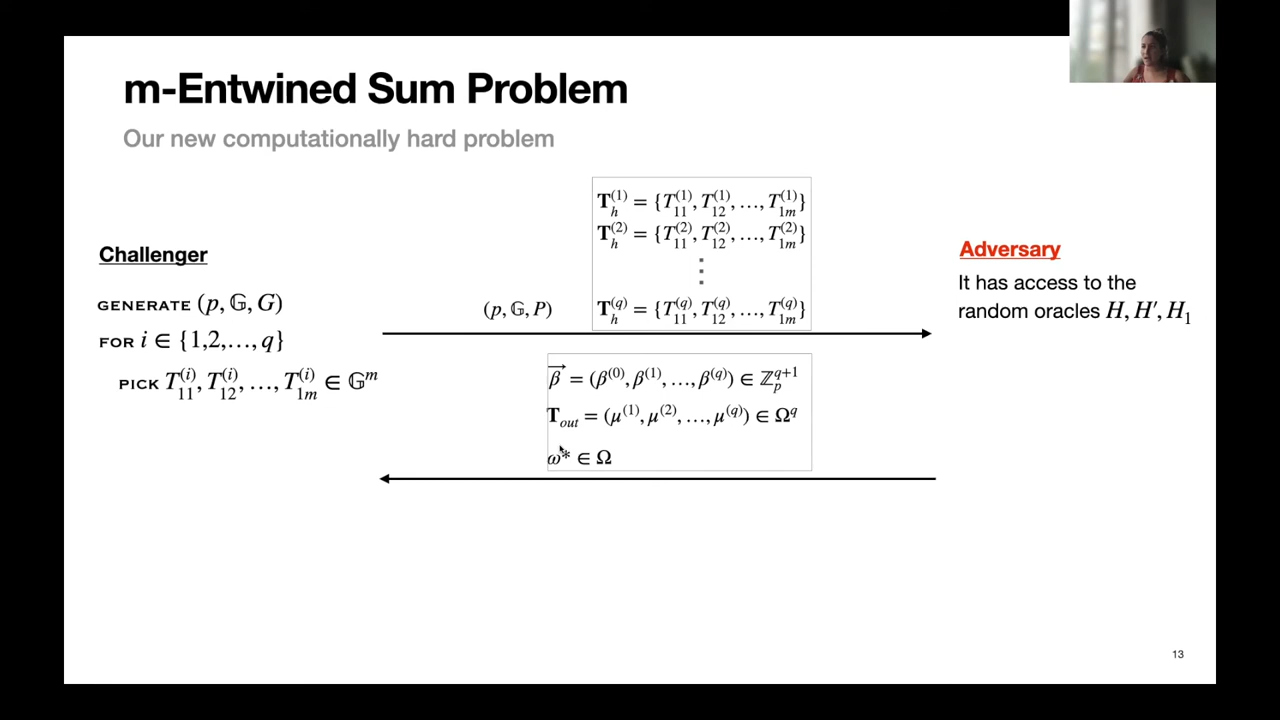 m-Entwined Sum Problem
Our new computationally hard problem
T_h^{(1)} = {T_{11}^{(1)}, T_{12}^{(1)}, …, T_{1m}^{(1)}}
T_h^{(2)} = {T_{11}^{(2)}, T_{12}^{(2)}, …, T_{1m}^{(2)}}
⋮
T_h^{(q)} = {T_{11}^{(q)}, T_{12}^{(q)}, …, T_{1m}^{(q)}}
Challenger
GENERATE (p, 𝔾, G)
FOR i ∈ {1,2,…, q}
PICK T_{11}^{(i)}, T_{12}^{(i)}, …, T_{1m}^{(i)} ∈ 𝔾^m
(p, 𝔾, P)
Adversary
It has access to the
random oracles H, H′, H_1
β⃗ = (β^{(0)}, β^{(1)}, …, β^{(q)}) ∈ ℤ_p^{q+1}
T_{out} = (μ^{(1)}, μ^{(2)}, …, μ^{(q)}) ∈ Ω^q
ω* ∈ Ω
13